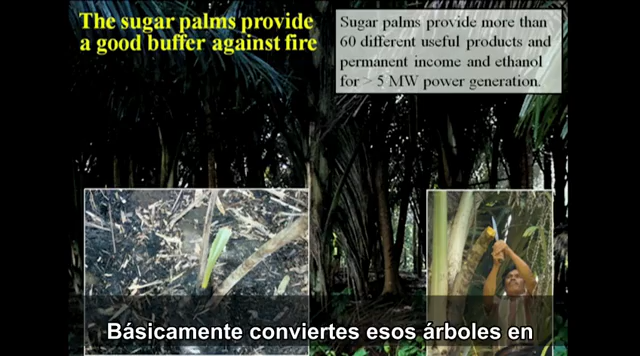 The sugar palms provide
a good buffer against fire
Sugar palms provide more than
60 different useful products and
permanent income and ethanol
for > 5 MW power generation.
Básicamente conviertes esos árboles en